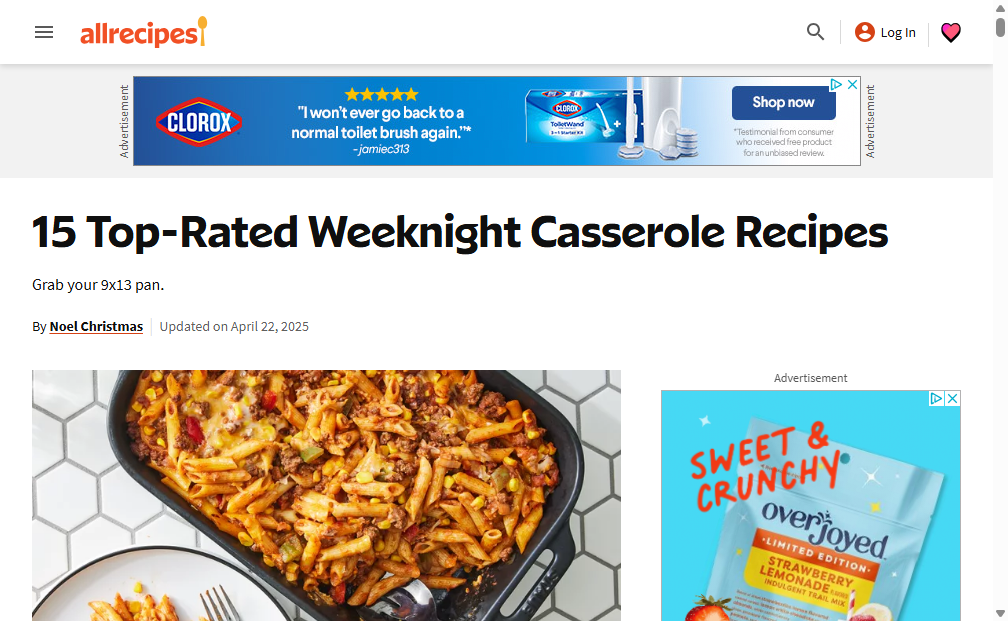 allrecipes
Log In
Advertisement
CLOROX
"I won't ever go back to a
normal toilet brush again."*
-jamiec313
CLOROX
ToiletWand
Shop now
*Testimonial from consumer
who received free product
for an unbiased review.
Advertisement
15 Top-Rated Weeknight Casserole Recipes
Grab your 9x13 pan.
By Noel Christmas
Updated on April 22, 2025
Advertisement
SWEET &
CRUNCHY
overjoyed
•LIMITED EDITION•
STRAWBERRY
LEMONADE
INDULGENT TRAIL MIX